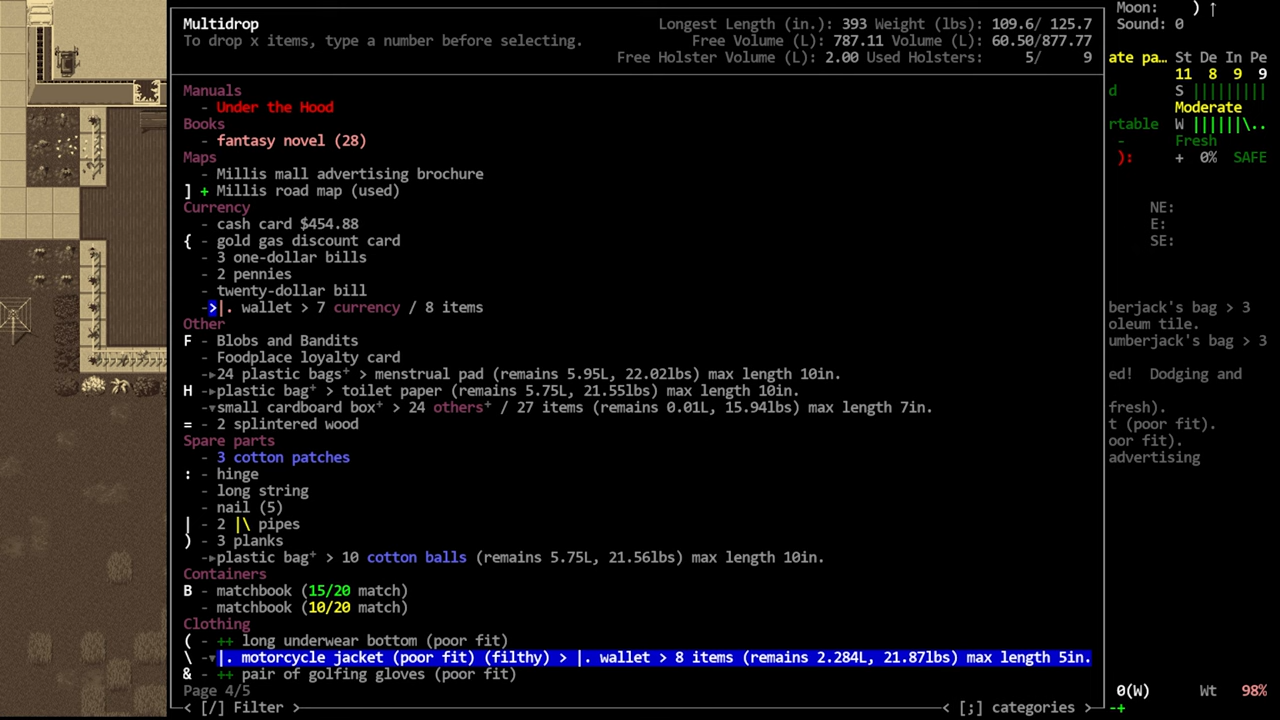 Multidrop
To drop x items, type a number before selecting.
Longest Length (in.): 393 Weight (lbs): 109.6/ 125.7
Free Volume (L): 787.11 Volume (L): 60.50/877.77
Free Holster Volume (L): 2.00 Used Holsters: 5/ 9
Manuals
- Under the Hood
Books
- fantasy novel (28)
Maps
- Millis mall advertising brochure
] + Millis road map (used)
Currency
- cash card $454.88
{ - gold gas discount card
- 3 one-dollar bills
- 2 pennies
- twenty-dollar bill
->|. wallet > 7 currency / 8 items
Other
F - Blobs and Bandits
- Foodplace loyalty card
-▸24 plastic bags⁺ > menstrual pad (remains 5.95L, 22.02lbs) max length 10in.
H -▸plastic bag⁺ > toilet paper (remains 5.75L, 21.55lbs) max length 10in.
-▾small cardboard box⁺ > 24 others⁺ / 27 items (remains 0.01L, 15.94lbs) max length 7in.
= - 2 splintered wood
Spare parts
- 3 cotton patches
: - hinge
- long string
- nail (5)
| - 2 |\ pipes
) - 3 planks
-▸plastic bag⁺ > 10 cotton balls (remains 5.75L, 21.56lbs) max length 10in.
Containers
B - matchbook (15/20 match)
- matchbook (10/20 match)
Clothing
( - ++ long underwear bottom (poor fit)
\ -▾|. motorcycle jacket (poor fit) (filthy) > |. wallet > 8 items (remains 2.284L, 21.87lbs) max length 5in.
& - ++ pair of golfing gloves (poor fit)
Page 4/5
< [/] Filter >
< [;] categories >
Moon: ) ↑
Sound: 0
ate pa… St De In Pe
11 8 9 9
d S |||||||||
Moderate
rtable W ||||||\..
- Fresh
): + 0% SAFE
NE:
E:
SE:
berjack's bag > 3
oleum tile.
umberjack's bag > 3
ed! Dodging and
fresh).
t (poor fit).
oor fit).
advertising
0(W) Wt 98%
-+